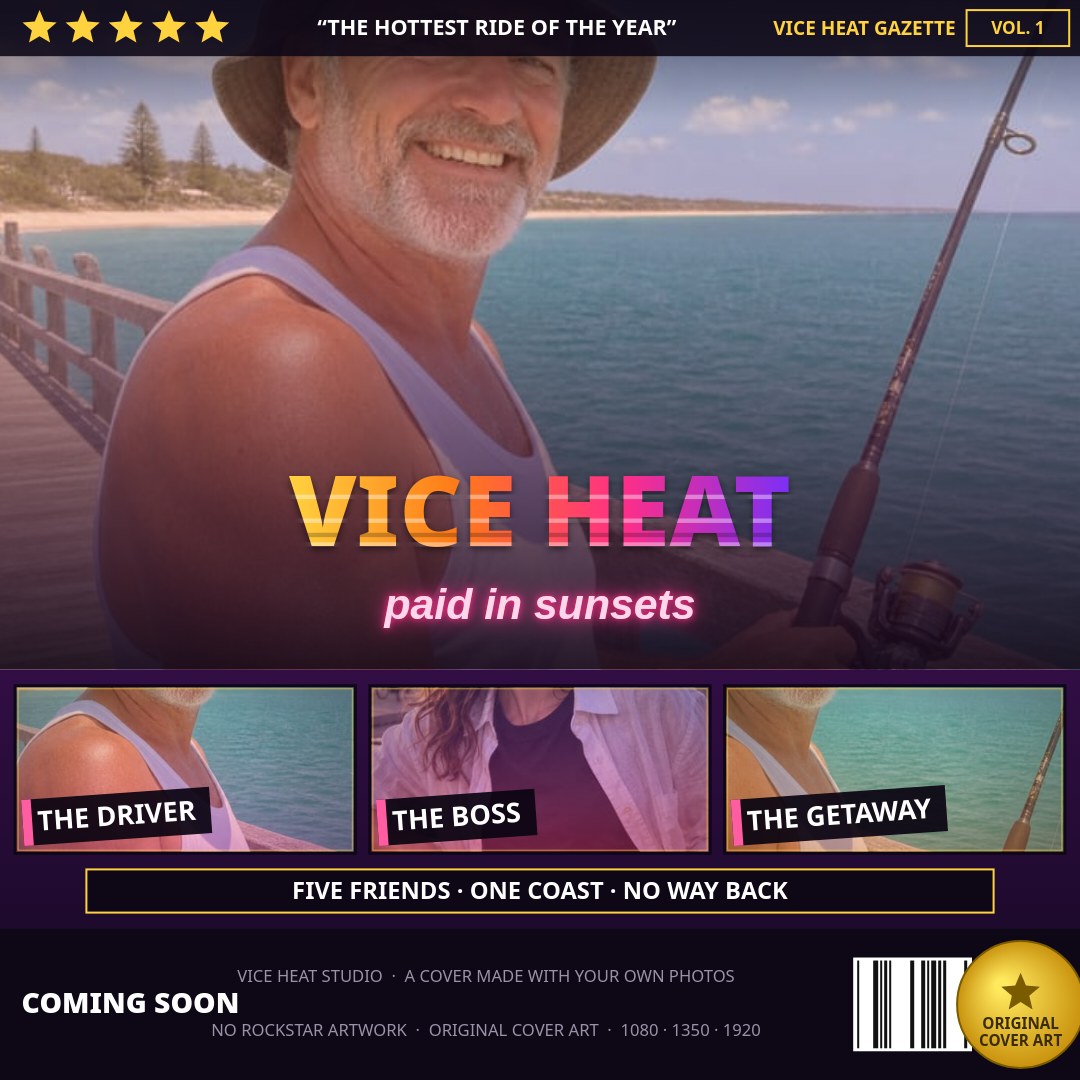 “THE HOTTEST RIDE OF THE YEAR”
VICE HEAT GAZETTE
VOL. 1
VICE HEAT
paid in sunsets
THE DRIVER
THE BOSS
THE GETAWAY
FIVE FRIENDS · ONE COAST · NO WAY BACK
VICE HEAT STUDIO · A COVER MADE WITH YOUR OWN PHOTOS
COMING SOON
NO ROCKSTAR ARTWORK · ORIGINAL COVER ART · 1080 · 1350 · 1920
ORIGINAL
COVER ART